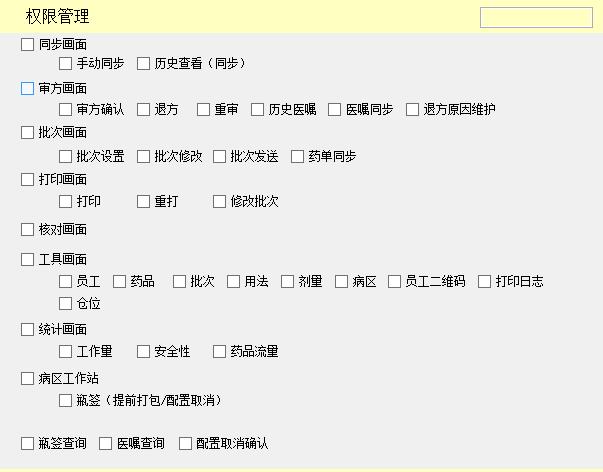 权限管理
同步画面
手动同步 历史查看（同步）
审方画面
审方确认 退方 重审 历史医嘱 医嘱同步 退方原因维护
批次画面
批次设置 批次修改 批次发送 药单同步
打印画面
打印 重打 修改批次
核对画面
工具画面
员工 药品 批次 用法 剂量 病区 员工二维码 打印日志
仓位
统计画面
工作量 安全性 药品流量
病区工作站
瓶签（提前打包/配置取消）
瓶签查询 医嘱查询 配置取消确认